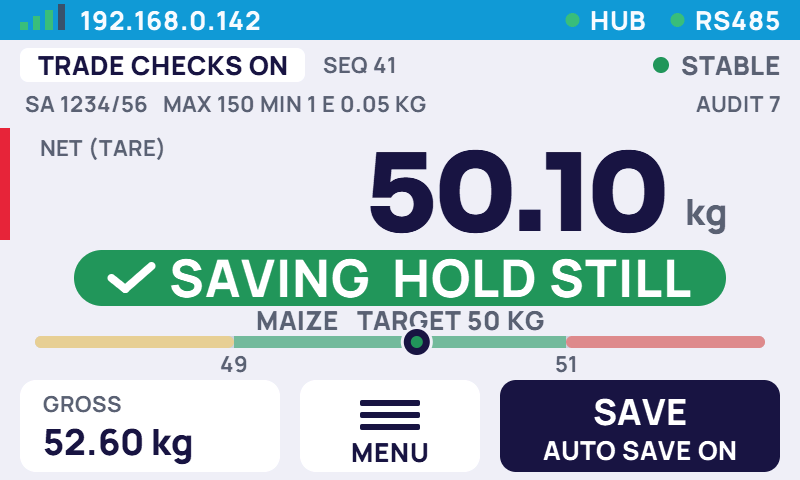 192.168.0.142 HUB RS485
TRADE CHECKS ON SEQ 41 STABLE
SA 1234/56 MAX 150 MIN 1 E 0.05 KG AUDIT 7
NET (TARE)
50.10 kg
SAVING HOLD STILL
MAIZE TARGET 50 KG
49 51
GROSS
52.60 kg
MENU
SAVE
AUTO SAVE ON